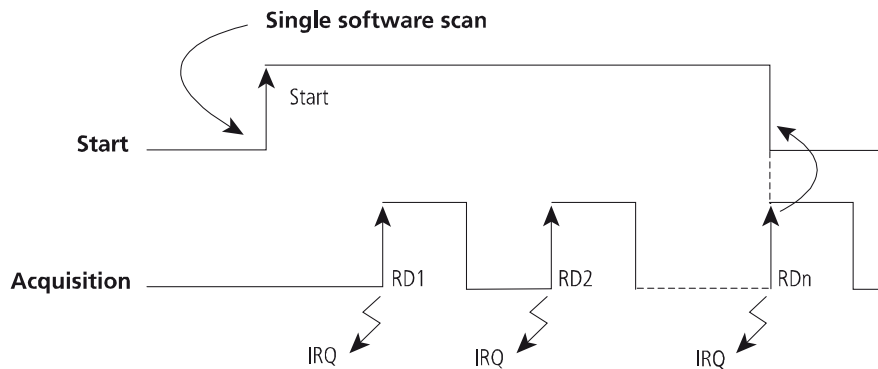 Single software scan
Start
Start
Acquisition
RD1
RD2
RDn
IRQ
IRQ
IRQ